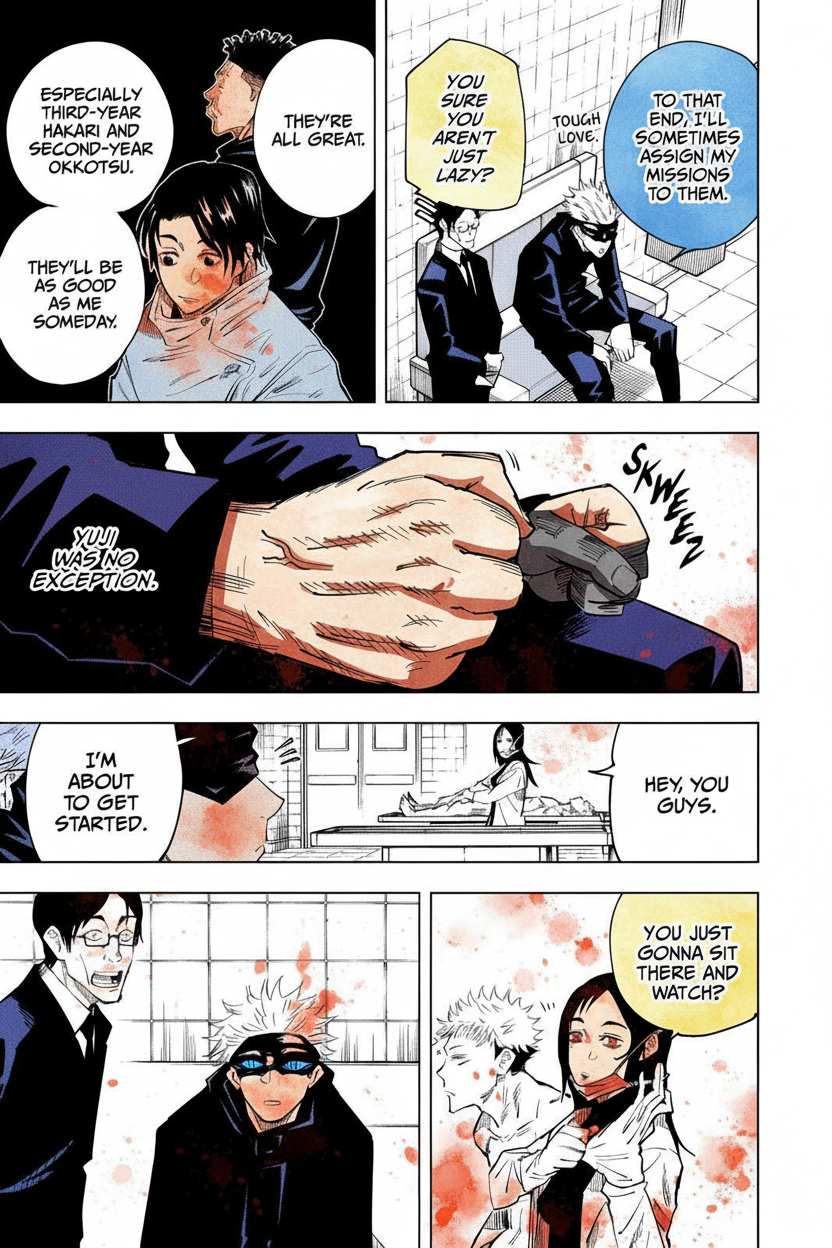 TO THAT
END, I'LL
SOMETIMES
ASSIGN MY
MISSIONS
TO THEM.
TOUGH
LOVE.
YOU
SURE
YOU
AREN'T
JUST
LAZY?
THEY'RE
ALL GREAT.
ESPECIALLY
THIRD-YEAR
HAKARI AND
SECOND-YEAR
OKKOTSU.
THEY'LL BE
AS GOOD
AS ME
SOMEDAY.
SKWEEZ
YUJI
WAS NO
EXCEPTION.
HEY, YOU
GUYS.
I'M
ABOUT
TO GET
STARTED.
YOU JUST
GONNA SIT
THERE AND
WATCH?